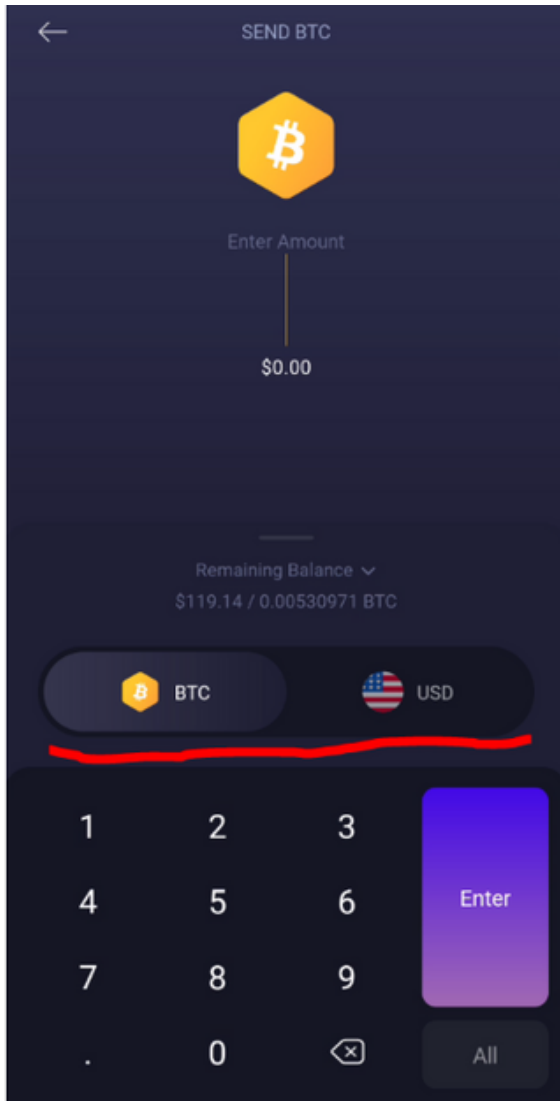 SEND BTC
Enter Amount
$0.00
Remaining Balance
$119.14 / 0.00530971 BTC
BTC USD
1 2 3
4 5 6 Enter
7 8 9
. 0 All